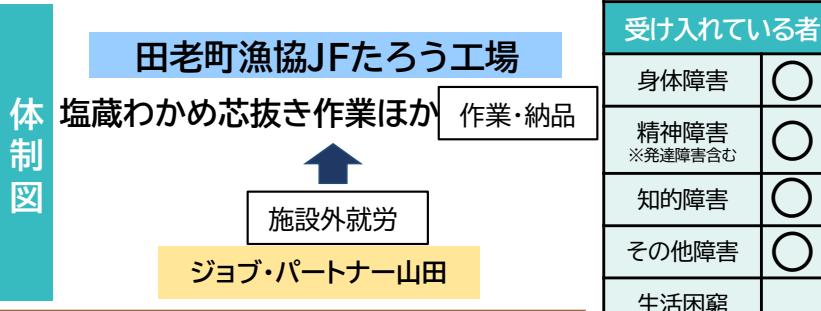 体制図
田老町漁協JFたろう工場
塩蔵わかめ芯抜き作業ほか
作業・納品
施設外就労
ジョブ・パートナー山田
受け入れている者
身体障害 ○
精神障害 ○
※発達障害含む
知的障害 ○
その他障害 ○
生活困窮